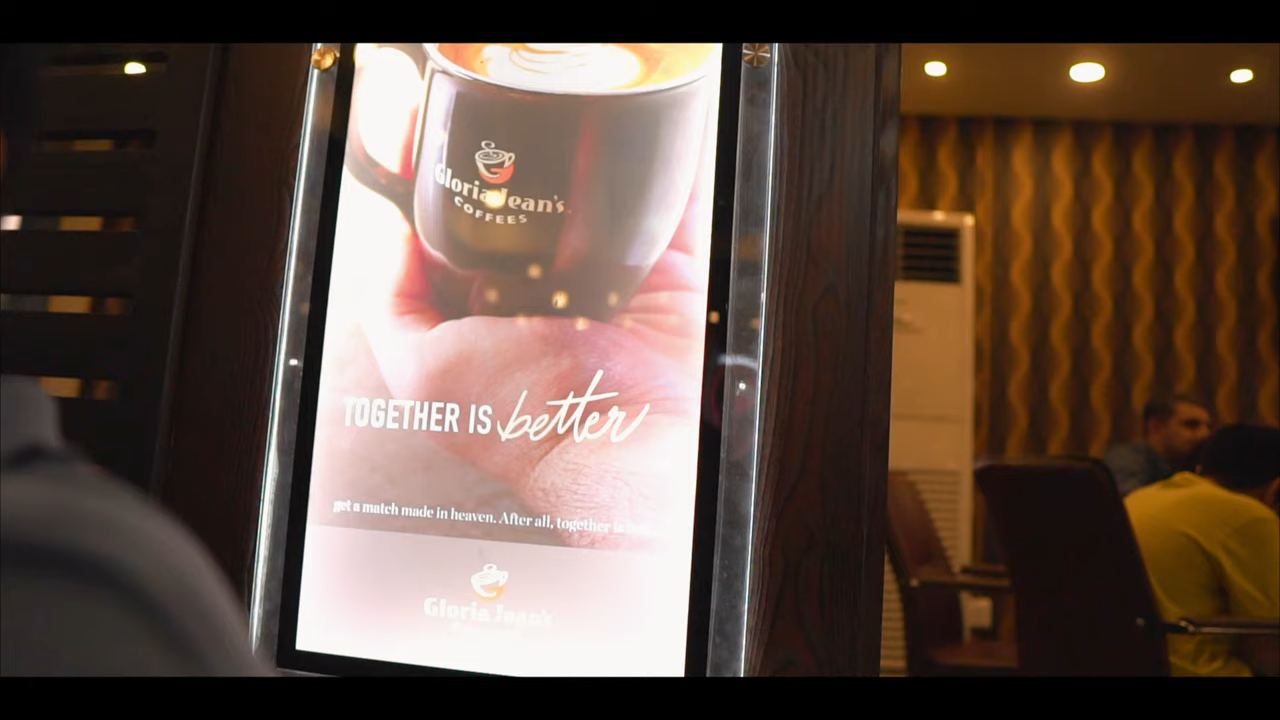 Gloria Jean's
COFFEES
TOGETHER IS better
get a match made in heaven. After all, together is
Gloria Jean's